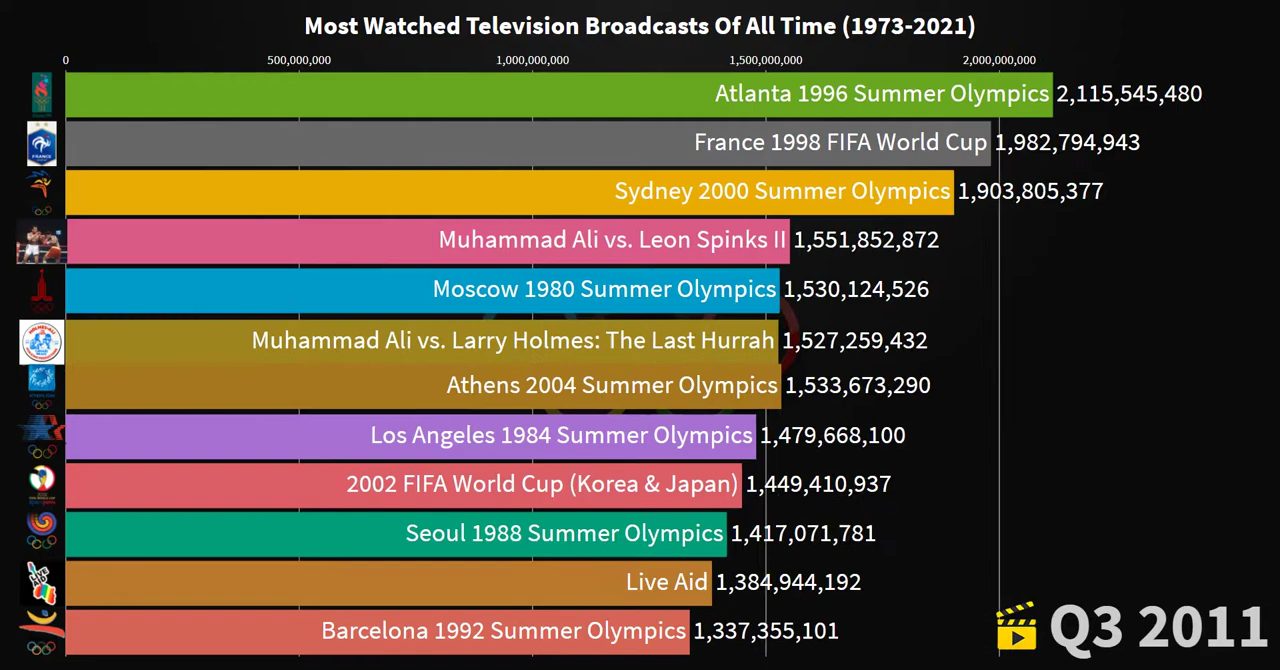 Most Watched Television Broadcasts Of All Time (1973-2021)
0 500,000,000 1,000,000,000 1,500,000,000 2,000,000,000
Atlanta 1996 Summer Olympics 2,115,545,480
France 1998 FIFA World Cup 1,982,794,943
Sydney 2000 Summer Olympics 1,903,805,377
Muhammad Ali vs. Leon Spinks II 1,551,852,872
Moscow 1980 Summer Olympics 1,530,124,526
Muhammad Ali vs. Larry Holmes: The Last Hurrah 1,527,259,432
Athens 2004 Summer Olympics 1,533,673,290
Los Angeles 1984 Summer Olympics 1,479,668,100
2002 FIFA World Cup (Korea & Japan) 1,449,410,937
Seoul 1988 Summer Olympics 1,417,071,781
LIVE AID Live Aid 1,384,944,192
Barcelona 1992 Summer Olympics 1,337,355,101
Q3 2011